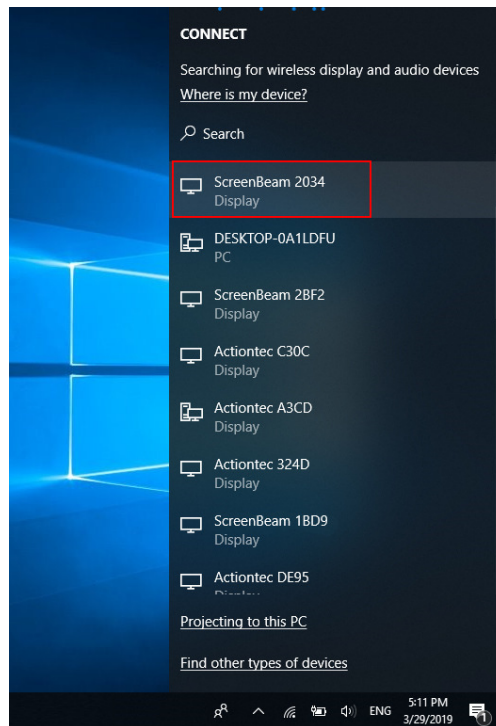 CONNECT
Searching for wireless display and audio devices
Where is my device?
Search
ScreenBeam 2034
Display
DESKTOP-0A1LDFU
PC
ScreenBeam 2BF2
Display
Actiontec C30C
Display
Actiontec A3CD
Display
Actiontec 324D
Display
ScreenBeam 1BD9
Display
Actiontec DE95
Projecting to this PC
Find other types of devices
ENG
5:11 PM
3/29/2019
1